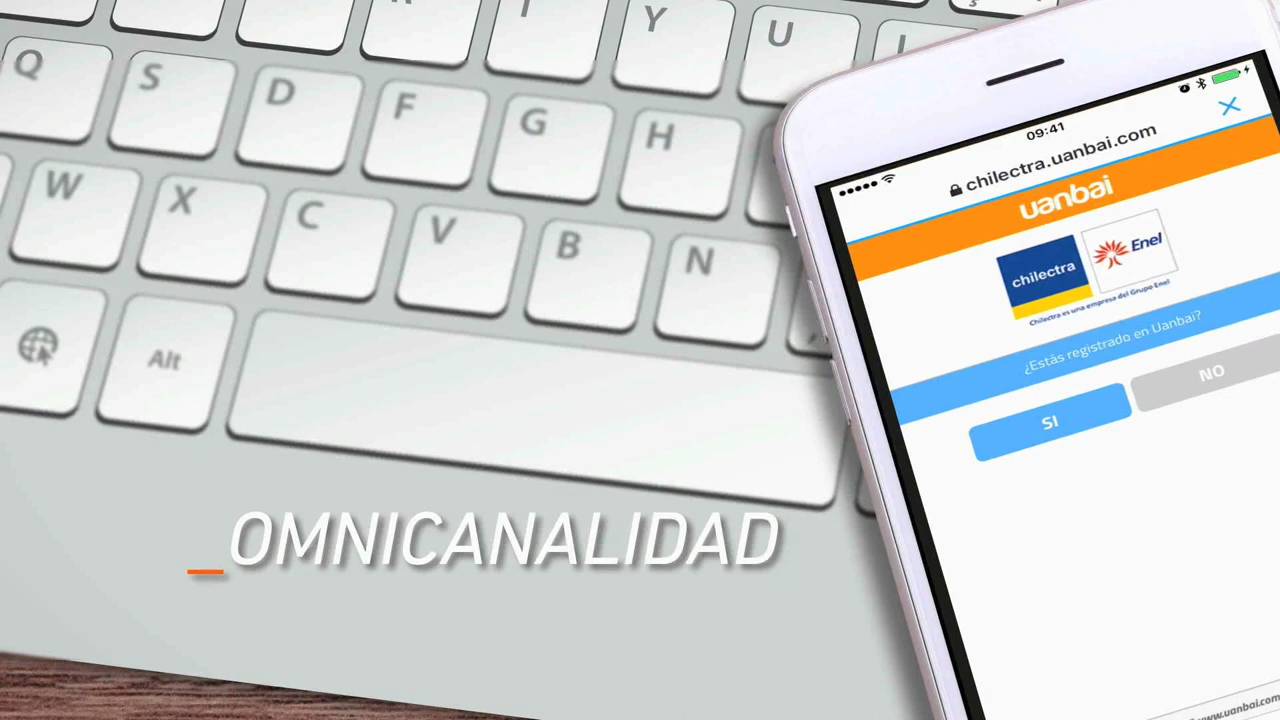 Y
U
Q
S
D
F
G
H
W
X
C
V
B
N
Alt
09:41
chilectra.uanbai.com
uanbai
chilectra
Enel
Chilectra es una empresa del Grupo Enel
¿Estás registrado en Uanbai?
SI
NO
www.uanbai.com
_OMNICANALIDAD